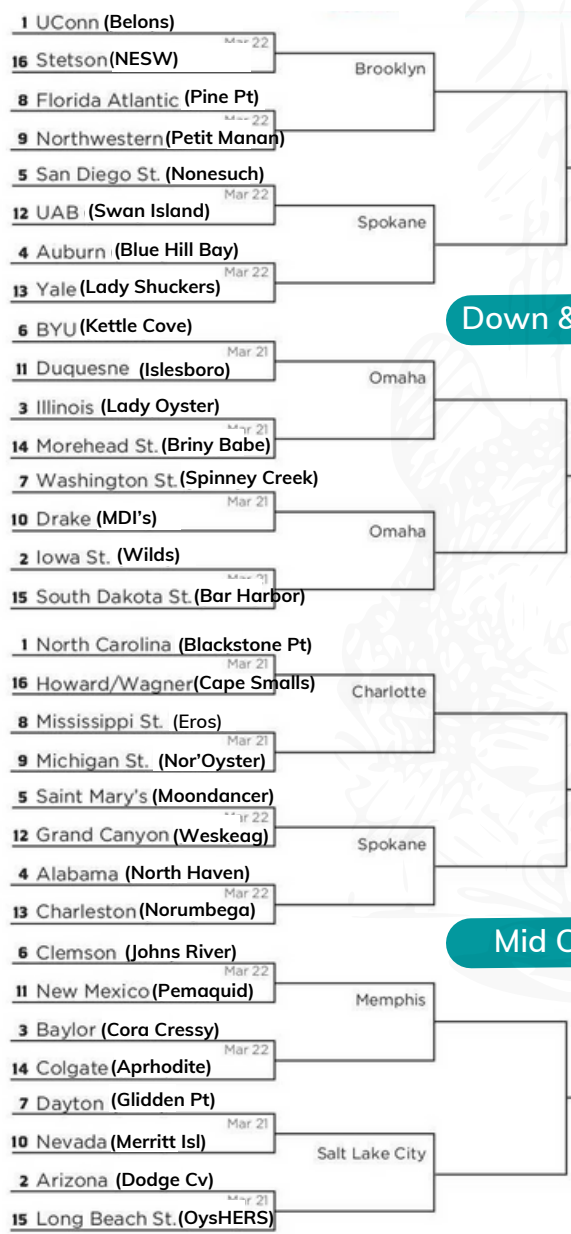 1 UConn (Belons)
Mar 22
16 Stetson(NESW)
Brooklyn
8 Florida Atlantic (Pine Pt)
Mar 22
9 Northwestern(Petit Manan)
5 San Diego St. (Nonesuch)
Mar 22
12 UAB (Swan Island)
Spokane
4 Auburn (Blue Hill Bay)
Mar 22
13 Yale (Lady Shuckers)
6 BYU (Kettle Cove)
Down &
Mar 21
11 Duquesne (Islesboro)
Omaha
3 Illinois (Lady Oyster)
Mar 21
14 Morehead St. (Briny Babe)
7 Washington St. (Spinney Creek)
Mar 21
10 Drake (MDI's)
Omaha
2 Iowa St. (Wilds)
Mar 21
15 South Dakota St. (Bar Harbor)
1 North Carolina (Blackstone Pt)
Mar 21
16 Howard/Wagner(Cape Smalls)
Charlotte
8 Mississippi St. (Eros)
Mar 21
9 Michigan St. (Nor'Oyster)
5 Saint Mary's (Moondancer)
Mar 22
12 Grand Canyon (Weskeag)
Spokane
4 Alabama (North Haven)
Mar 22
13 Charleston (Norumbega)
Mid
6 Clemson (Johns River)
Mar 22
11 New Mexico (Pemaquid)
Memphis
3 Baylor (Cora Cressy)
Mar 22
14 Colgate (Aprhodite)
7 Dayton (Glidden Pt)
Mar 21
10 Nevada (Merritt Isl)
Salt Lake City
2 Arizona (Dodge Cv)
Mar 21
15 Long Beach St. (OysHERS)